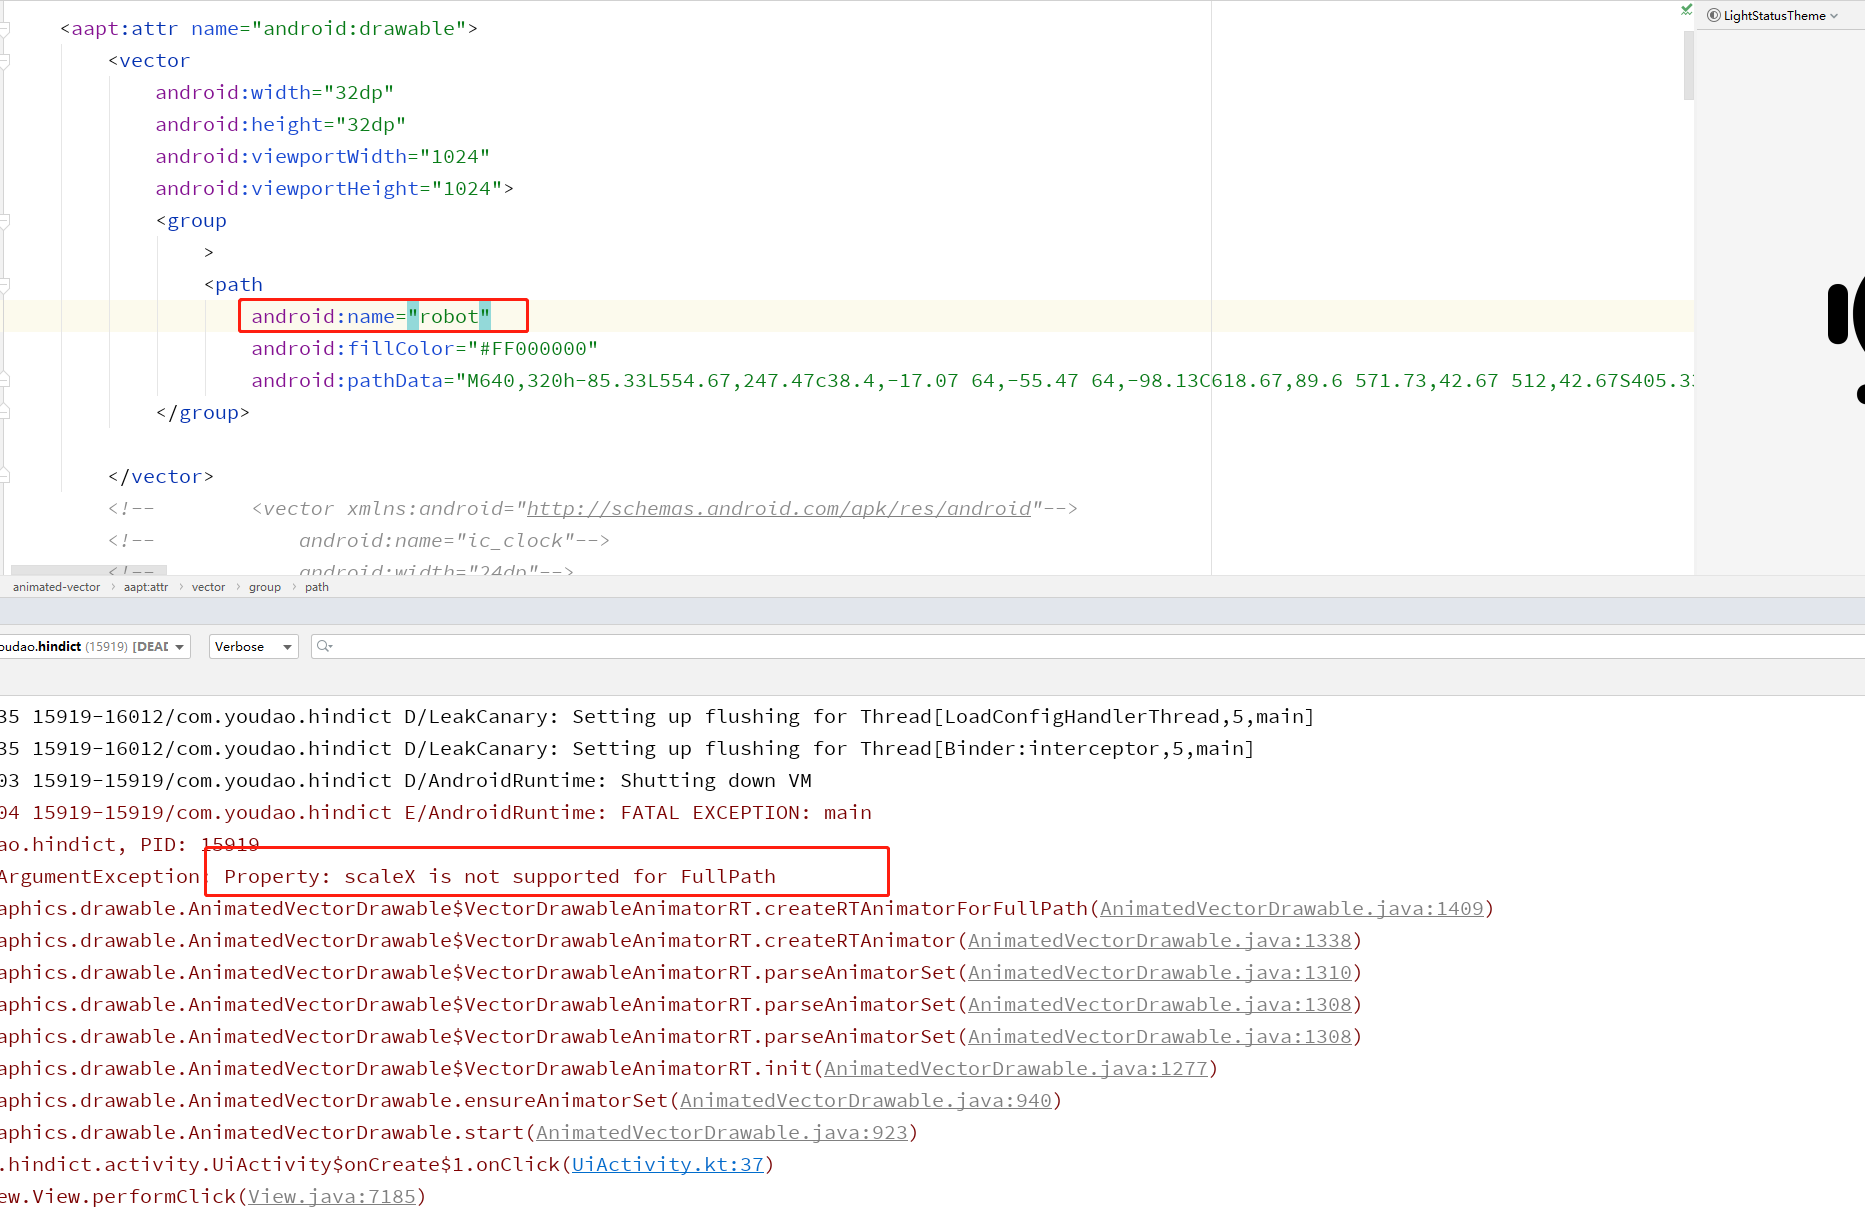 <aapt:attr name="android:drawable">
LightStatusTheme
<vector
android:width="32dp"
android:height="32dp"
android:viewportWidth="1024"
android:viewportHeight="1024">
<group
>
<path
android:name="robot"
android:fillColor="#FF000000"
android:pathData="M640,320h-85.33L554.67,247.47c38.4,-17.07 64,-55.47 64,-98.13C618.67,89.6 571.73,42.67 512,42.67S405.33
</group>
</vector>
<!--        <vector xmlns:android="http://schemas.android.com/apk/res/android"-->
<!--            android:name="ic_clock"-->
<!--            android:width="24dp"-->
animated-vector > aapt:attr > vector > group > path
oudao.hindict (15919) [DEAD Verbose
35 15919-16012/com.youdao.hindict D/LeakCanary: Setting up flushing for Thread[LoadConfigHandlerThread,5,main]
35 15919-16012/com.youdao.hindict D/LeakCanary: Setting up flushing for Thread[Binder:interceptor,5,main]
03 15919-15919/com.youdao.hindict D/AndroidRuntime: Shutting down VM
04 15919-15919/com.youdao.hindict E/AndroidRuntime: FATAL EXCEPTION: main
ao.hindict, PID: 15919
ArgumentException: Property: scaleX is not supported for FullPath
aphics.drawable.AnimatedVectorDrawable$VectorDrawableAnimatorRT.createRTAnimatorForFullPath(AnimatedVectorDrawable.java:1409)
aphics.drawable.AnimatedVectorDrawable$VectorDrawableAnimatorRT.createRTAnimator(AnimatedVectorDrawable.java:1338)
aphics.drawable.AnimatedVectorDrawable$VectorDrawableAnimatorRT.parseAnimatorSet(AnimatedVectorDrawable.java:1310)
aphics.drawable.AnimatedVectorDrawable$VectorDrawableAnimatorRT.parseAnimatorSet(AnimatedVectorDrawable.java:1308)
aphics.drawable.AnimatedVectorDrawable$VectorDrawableAnimatorRT.parseAnimatorSet(AnimatedVectorDrawable.java:1308)
aphics.drawable.AnimatedVectorDrawable$VectorDrawableAnimatorRT.init(AnimatedVectorDrawable.java:1277)
aphics.drawable.AnimatedVectorDrawable.ensureAnimatorSet(AnimatedVectorDrawable.java:940)
aphics.drawable.AnimatedVectorDrawable.start(AnimatedVectorDrawable.java:923)
.hindict.activity.UiActivity$onCreate$1.onClick(UiActivity.kt:37)
ew.View.performClick(View.java:7185)